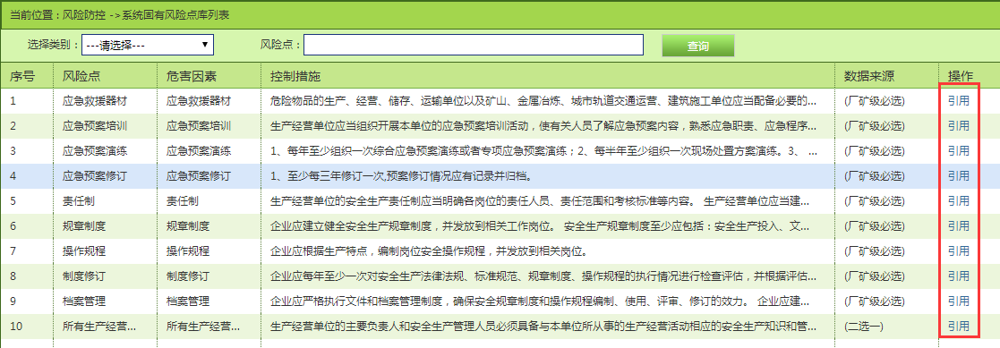 当前位置：风险防控 ->系统固有风险点库列表
选择类别： ---请选择--- 风险点： 查询
序号 风险点 危害因素 控制措施 数据来源 操作
1 应急救援器材 应急救援器材 危险物品的生产、经营、储存、运输单位以及矿山、金属冶炼、城市轨道交通运营、建筑施工单位应当配备必要的... (厂矿级必选) 引用
2 应急预案培训 应急预案培训 生产经营单位应当组织开展本单位的应急预案培训活动，使有关人员了解应急预案内容，熟悉应急职责、应急程序... (厂矿级必选) 引用
3 应急预案演练 应急预案演练 1、每年至少组织一次综合应急预案演练或者专项应急预案演练；2、每半年至少组织一次现场处置方案演练。3、 ... (厂矿级必选) 引用
4 应急预案修订 应急预案修订 1、至少每三年修订一次,预案修订情况应有记录并归档。 (厂矿级必选) 引用
5 责任制 责任制 生产经营单位的安全生产责任制应当明确各岗位的责任人员、责任范围和考核标准等内容。 生产经营单位应当建... (厂矿级必选) 引用
6 规章制度 规章制度 企业应建立健全安全生产规章制度，并发放到相关工作岗位。 安全生产规章制度至少应包括：安全生产投入、文... (厂矿级必选) 引用
7 操作规程 操作规程 企业应根据生产特点，编制岗位安全操作规程，并发放到相关岗位。 (厂矿级必选) 引用
8 制度修订 制度修订 企业应每年至少一次对安全生产法律法规、标准规范、规章制度、操作规程的执行情况进行检查评估，并根据评估... (厂矿级必选) 引用
9 档案管理 档案管理 企业应严格执行文件和档案管理制度，确保安全规章制度和操作规程编制、使用、评审、修订的效力。 企业应建... (厂矿级必选) 引用
10 所有生产经营... 所有生产经营... 生产经营单位的主要负责人和安全生产管理人员必须具备与本单位所从事的生产经营活动相应的安全生产知识和管... (二选一) 引用